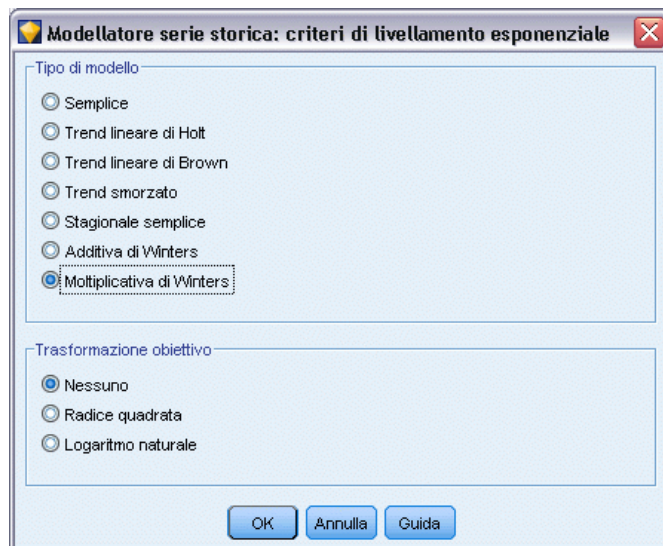 Modellatore serie storica: criteri di livellamento esponenziale
Tipo di modello
Semplice
Trend lineare di Holt
Trend lineare di Brown
Trend smorzato
Stagionale semplice
Additiva di Winters
Moltiplicativa di Winters
Trasformazione obiettivo
Nessuno
Radice quadrata
Logaritmo naturale
OK Annulla Guida